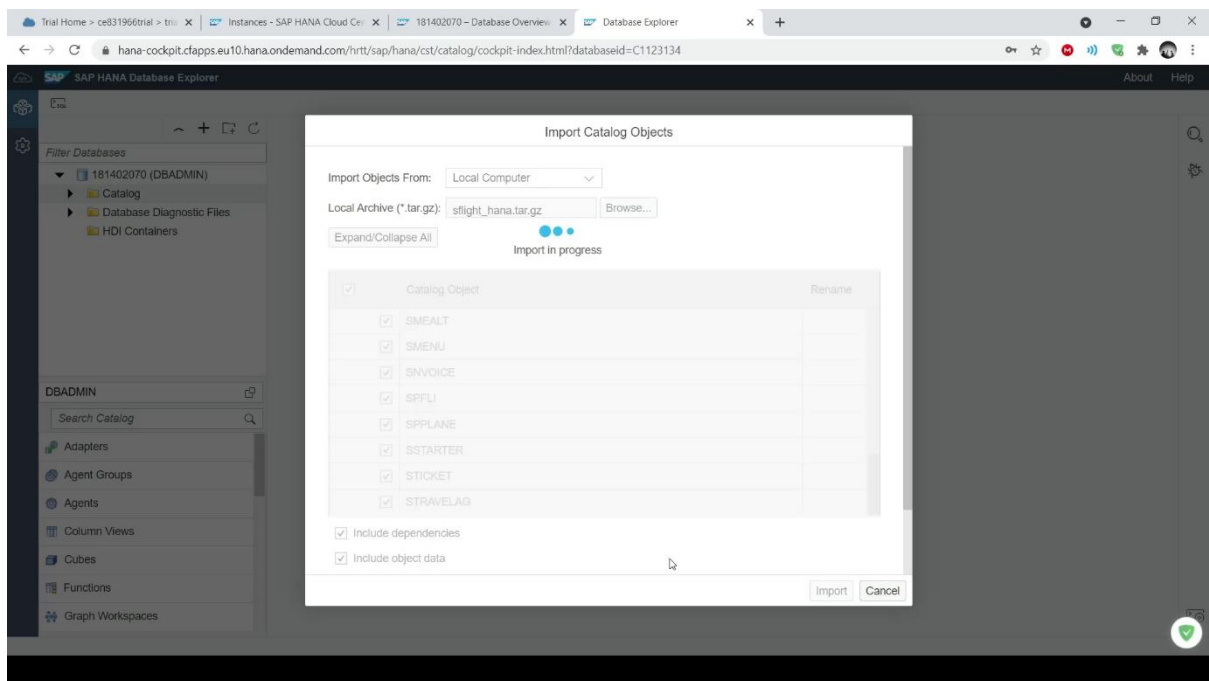 Trial Home > ce831966trial > tria
Instances - SAP HANA Cloud Cen
181402070 – Database Overview
Database Explorer
hana-cockpit.cfapps.eu10.hana.ondemand.com/hrtt/sap/hana/cst/catalog/cockpit-index.html?databaseid=C1123134
SAP SAP HANA Database Explorer
About Help
Filter Databases
181402070 (DBADMIN)
Catalog
Database Diagnostic Files
HDI Containers
DBADMIN
Search Catalog
Adapters
Agent Groups
Agents
Column Views
Cubes
Functions
Graph Workspaces
Import Catalog Objects
Import Objects From: Local Computer
Local Archive (*.tar.gz): sflight_hana.tar.gz Browse...
Expand/Collapse All
Import in progress
Catalog Object Rename
SMEALT
SMENU
SNVOICE
SPFLI
SPPLANE
SSTARTER
STICKET
STRAVELAG
Include dependencies
Include object data
Import Cancel